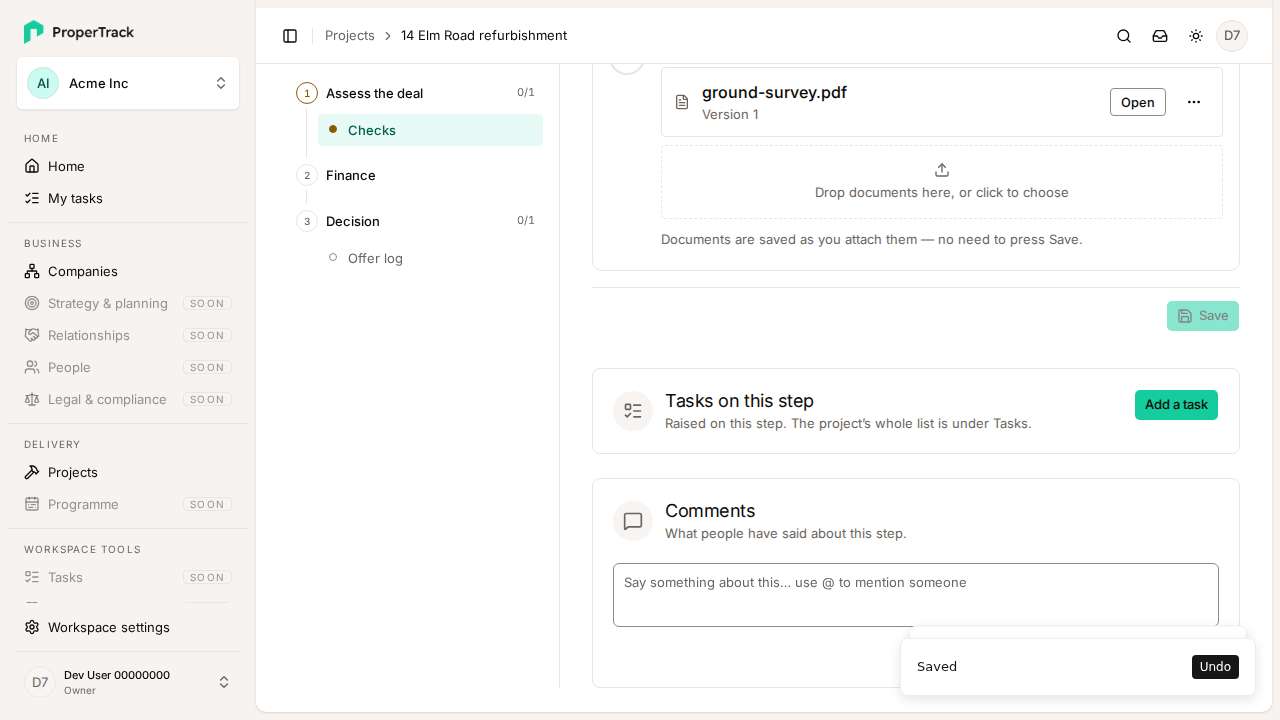 ProperTrack
AI
Acme Inc
HOME
Home
My tasks
BUSINESS
Companies
Strategy & planning
SOON
Relationships
SOON
People
SOON
Legal & compliance
SOON
DELIVERY
Projects
Programme
SOON
WORKSPACE TOOLS
Tasks
SOON
Workspace settings
D7
Dev User 00000000
Owner
Projects
14 Elm Road refurbishment
D7
1
Assess the deal
0/1
Checks
2
Finance
3
Decision
0/1
Offer log
ground-survey.pdf
Version 1
Open
Drop documents here, or click to choose
Documents are saved as you attach them — no need to press Save.
Save
Tasks on this step
Raised on this step. The project’s whole list is under Tasks.
Add a task
Comments
What people have said about this step.
Say something about this… use @ to mention someone
Saved
Undo